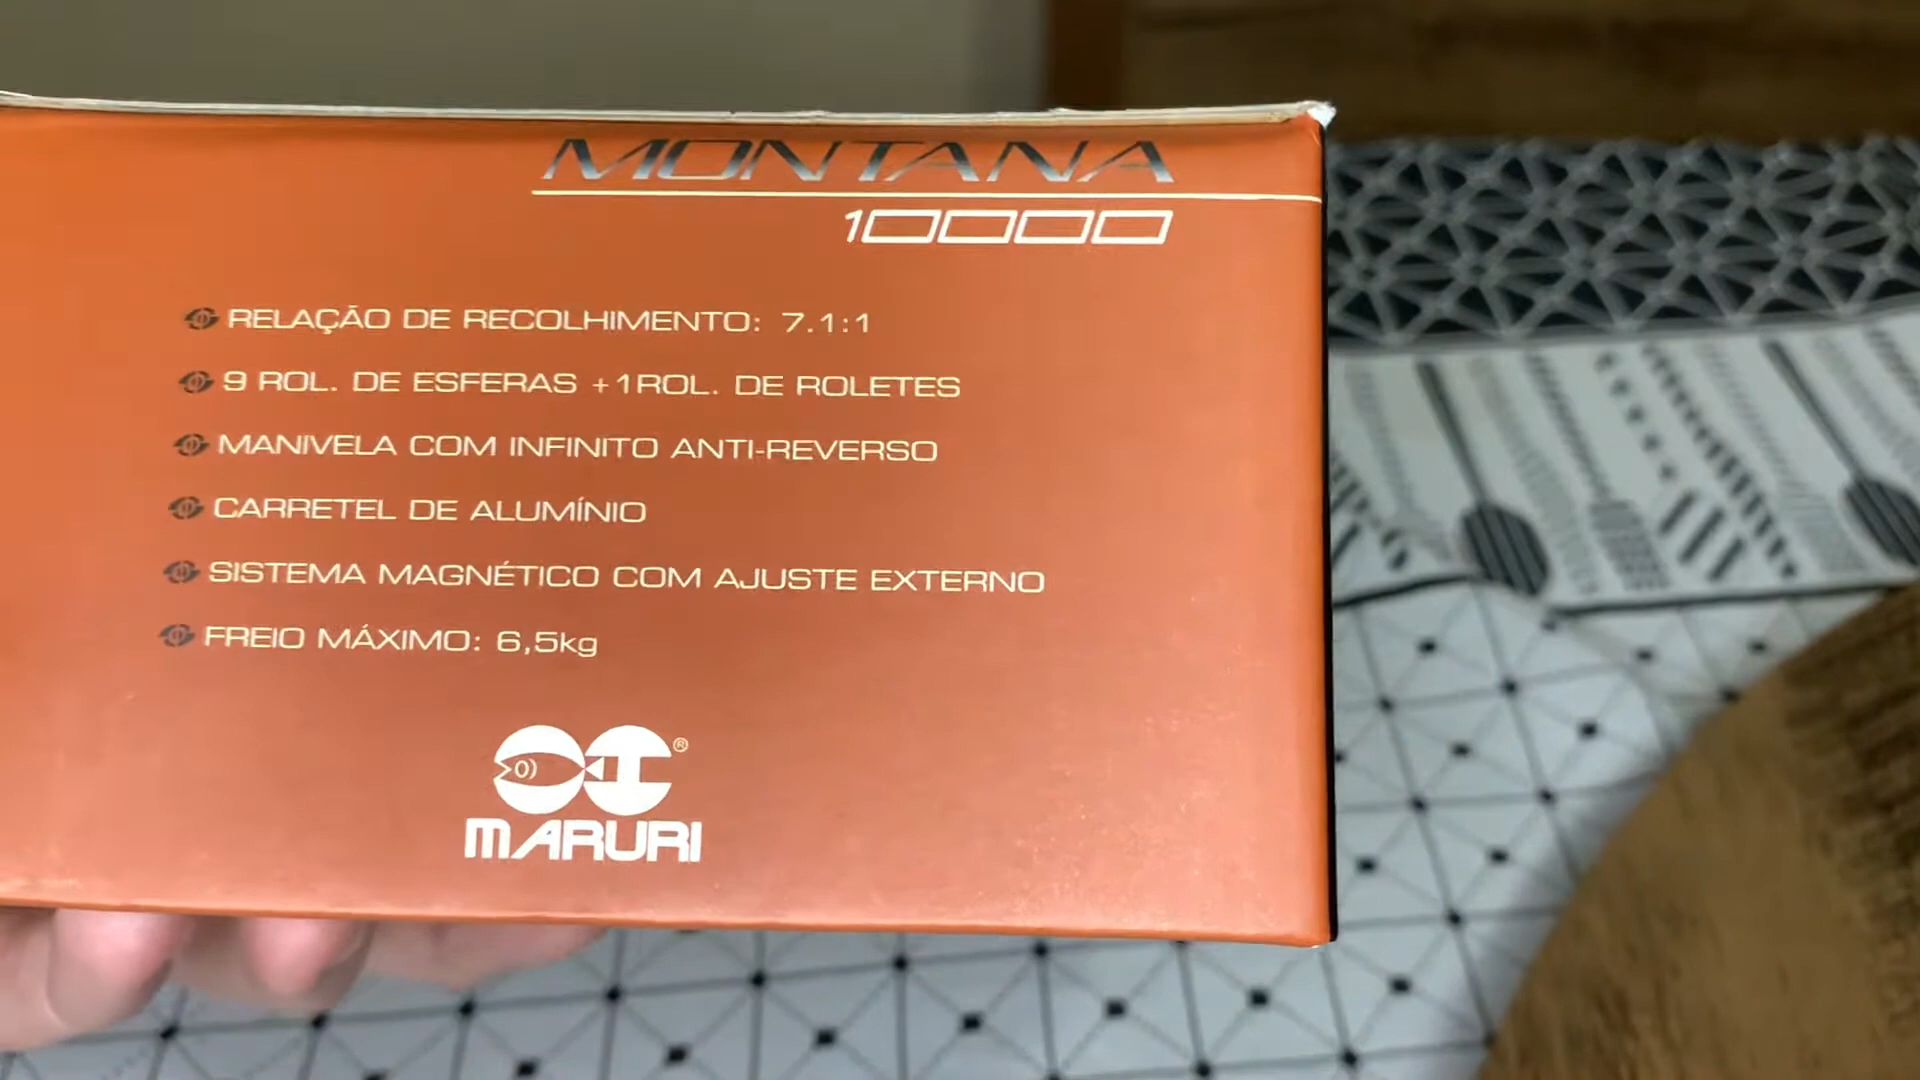 MONTANA
10000
RELAÇÃO DE RECOLHIMENTO: 7.1:1
9 ROL. DE ESFERAS +1ROL. DE ROLETES
MANIVELA COM INFINITO ANTI-REVERSO
CARRETEL DE ALUMÍNIO
SISTEMA MAGNÉTICO COM AJUSTE EXTERNO
FREIO MÁXIMO: 6,5kg
®
MARURI